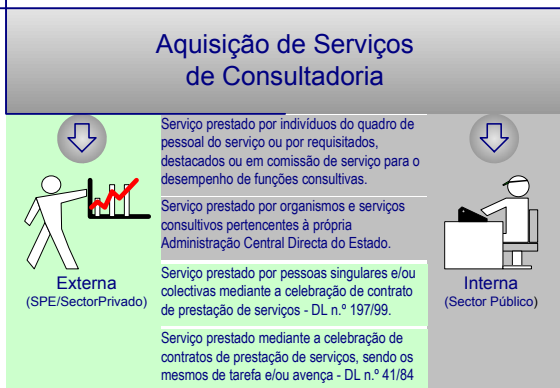 Aquisição de Serviços
de Consultadoria
Serviço prestado por indivíduos do quadro de
pessoal do serviço ou por requisitados,
destacados ou em comissão de serviço para o
desempenho de funções consultivas.
Serviço prestado por organismos e serviços
consultivos pertencentes à própria
Administração Central Directa do Estado.
Externa
(SPE/SectorPrivado)
Serviço prestado por pessoas singulares e/ou
colectivas mediante a celebração de contrato
de prestação de serviços - DL n.º 197/99.
Serviço prestado mediante a celebração de
contratos de prestação de serviços, sendo os
mesmos de tarefa e/ou avença - DL n.º 41/84
Interna
(Sector Público)